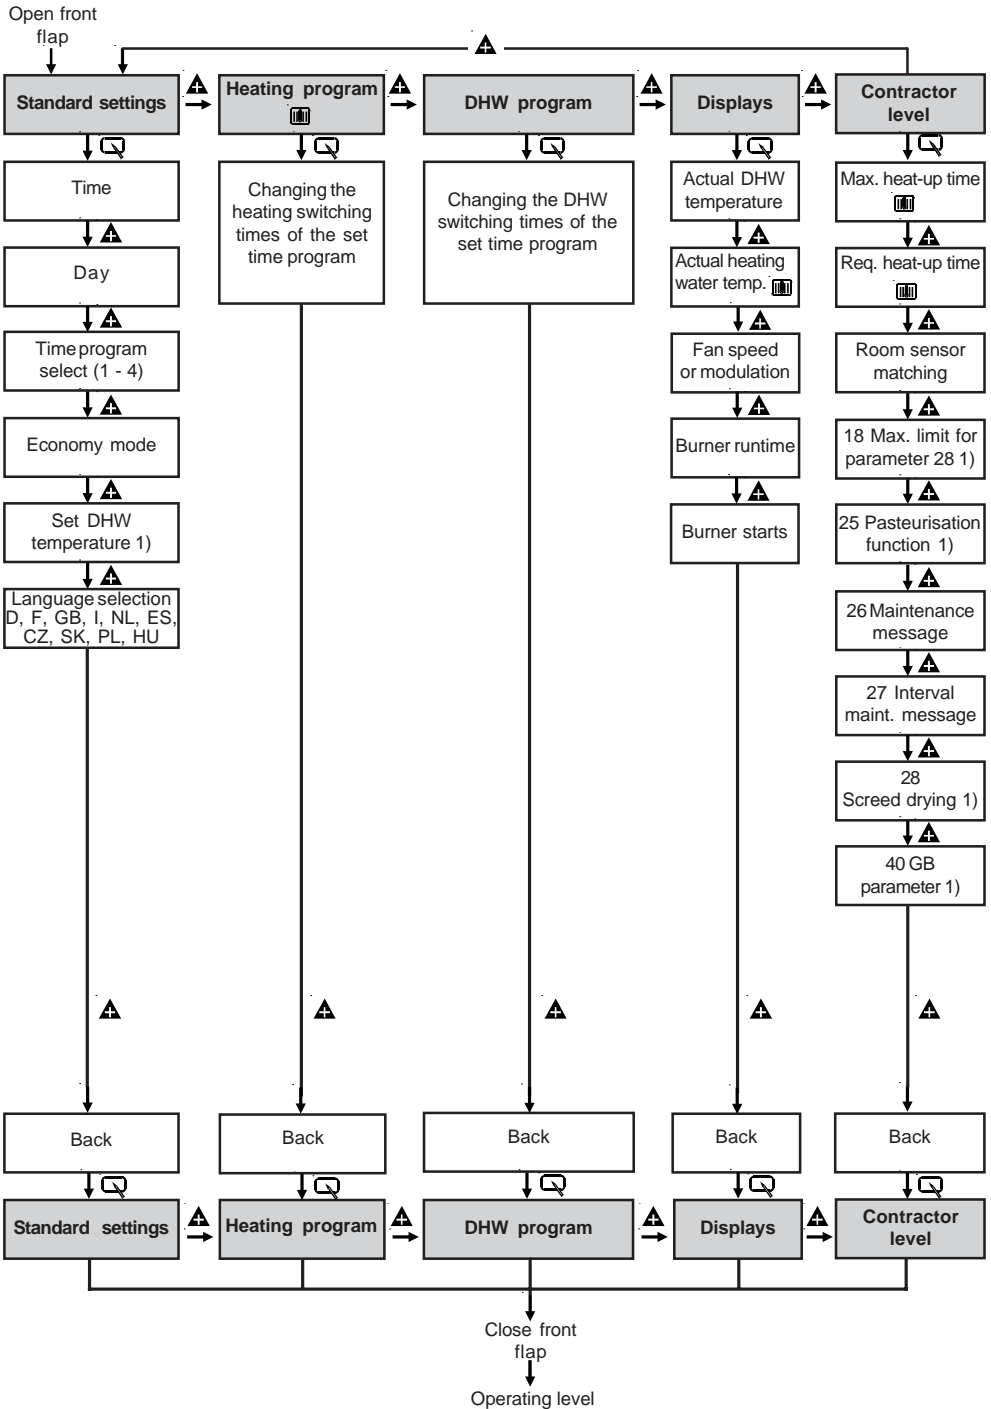 Open front
flap
Standard settings
Heating program
DHW program
Displays
Contractor
level
Time
Day
Time program
select (1 - 4)
Economy mode
Set DHW
temperature 1)
Language selection
D, F, GB, I, NL, ES,
CZ, SK, PL, HU
Changing the
heating switching
times of the set
time program
Changing the DHW
switching times of the
set time program
Actual DHW
temperature
Actual heating
water temp.
Fan speed
or modulation
Burner runtime
Burner starts
Max. heat-up time
Req. heat-up time
Room sensor
matching
18 Max. limit for
parameter 28 1)
25 Pasteurisation
function 1)
26 Maintenance
message
27 Interval
maint. message
28
Screed drying 1)
40 GB
parameter 1)
Back
Back
Back
Back
Back
Standard settings
Heating program
DHW program
Displays
Contractor
level
Close front
flap
Operating level